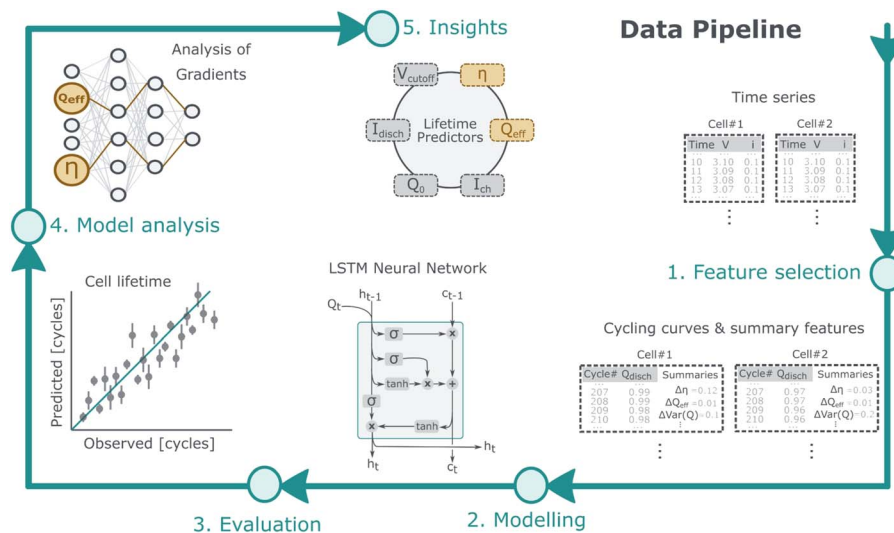 Data Pipeline
Time series
Cell#1 Cell#2
Time V i Time V i
10 3.10 0.1 10 3.10 0.1
11 3.09 0.1 11 3.09 0.1
12 3.08 0.1 12 3.08 0.1
13 3.07 0.1 13 3.07 0.1
1. Feature selection
Cycling curves & summary features
Cell#1 Cell#2
Cycle# Qdisch Summaries Cycle# Qdisch Summaries
207 0.99 Δη =0.12 207 0.97 Δη =0.03
208 0.99 ΔQeff =0.01 208 0.97 ΔQeff =0.01
209 0.98 ΔVar(Q) =0.1 209 0.96 ΔVar(Q) =0.2
210 0.98 210 0.96
2. Modelling
LSTM Neural Network
ht-1 ct-1
Qt
σ x
σ
tanh x +
σ
x tanh
ht
ht ct
3. Evaluation
Cell lifetime
Predicted [cycles]
Observed [cycles]
4. Model analysis
Analysis of
Gradients
Qeff
η
5. Insights
Vcutoff η
Idisch Lifetime Qeff
Predictors
Q0 Ich